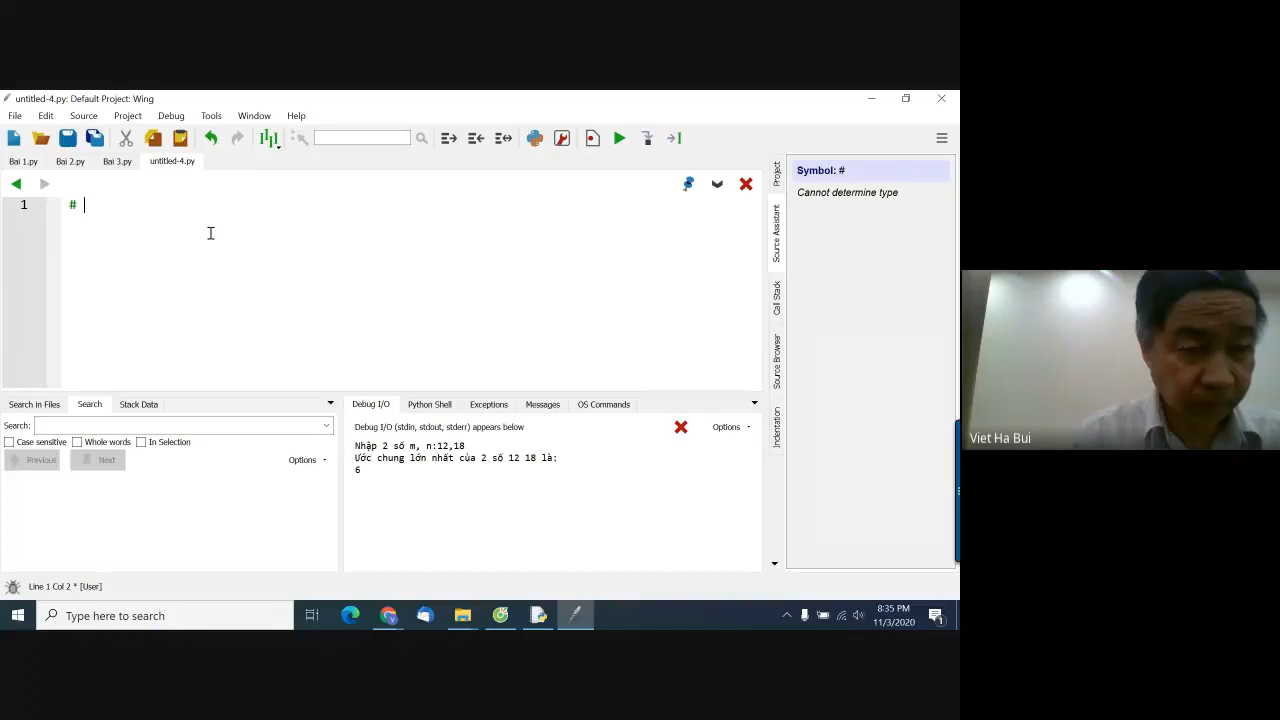 untitled-4.py: Default Project: Wing
File Edit Source Project Debug Tools Window Help
Bai 1.py Bai 2.py Bai 3.py untitled-4.py
1 #
Project
Source Assistant
Call Stack
Source Browser
Indentation
Symbol: #
Cannot determine type
Search in Files Search Stack Data
Search:
Case sensitive Whole words In Selection
Previous Next Options
Debug I/O Python Shell Exceptions Messages OS Commands
Debug I/O (stdin, stdout, stderr) appears below Options
Nhập 2 số m, n:12,18
Ước chung lớn nhất của 2 số 12 18 là:
6
Line 1 Col 2 * [User]
Type here to search
8:35 PM
11/3/2020
1
Viet Ha Bui